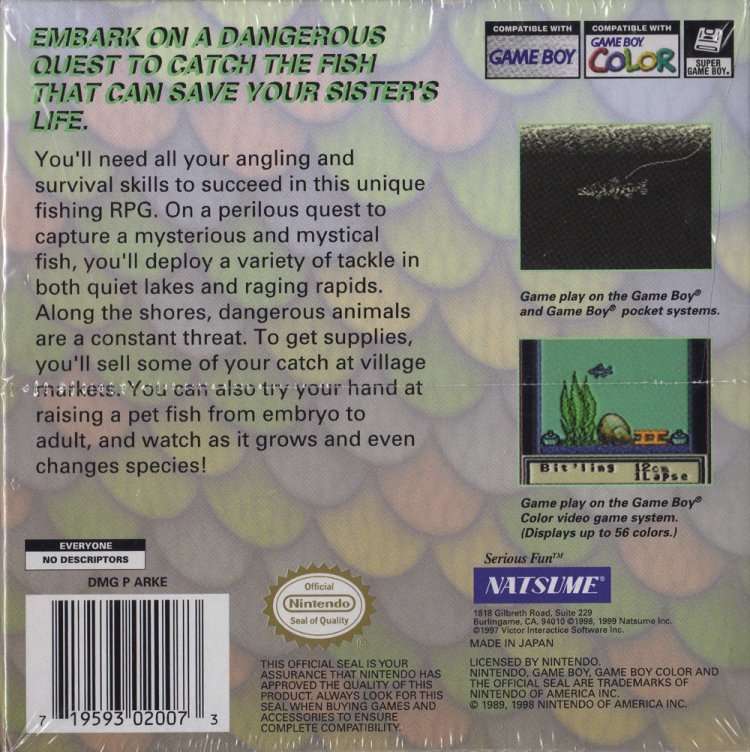 EMBARK ON A DANGEROUS
QUEST TO CATCH THE FISH
THAT CAN SAVE YOUR SISTER'S
LIFE.
You'll need all your angling and
survival skills to succeed in this unique
fishing RPG. On a perilous quest to
capture a mysterious and mystical
fish, you'll deploy a variety of tackle in
both quiet lakes and raging rapids.
Along the shores, dangerous animals
are a constant threat. To get supplies,
you'll sell some of your catch at village
markets. You can also try your hand at
raising a pet fish from embryo to
adult, and watch as it grows and even
changes species!
COMPATIBLE WITH
GAME BOY
COMPATIBLE WITH
GAME BOY
COLOR
SUPER
GAME BOY®
Game play on the Game Boy®
and Game Boy® pocket systems.
Bit'ling 12cm
1Lapse
Game play on the Game Boy®
Color video game system.
(Displays up to 56 colors.)
EVERYONE
NO DESCRIPTORS
DMG P ARKE
7 19593 02007 3
Official
Nintendo
Seal of Quality
THIS OFFICIAL SEAL IS YOUR
ASSURANCE THAT NINTENDO HAS
APPROVED THE QUALITY OF THIS
PRODUCT. ALWAYS LOOK FOR THIS
SEAL WHEN BUYING GAMES AND
ACCESSORIES TO ENSURE
COMPLETE COMPATIBILITY.
Serious Fun™
NATSUME®
1818 Gilbreth Road, Suite 229
Burlingame, CA. 94010 ©1998, 1999 Natsume Inc.
©1997 Victor Interactice Software Inc.
MADE IN JAPAN
LICENSED BY NINTENDO.
NINTENDO, GAME BOY, GAME BOY COLOR AND
THE OFFICIAL SEAL ARE TRADEMARKS OF
NINTENDO OF AMERICA INC.
© 1989, 1998 NINTENDO OF AMERICA INC.